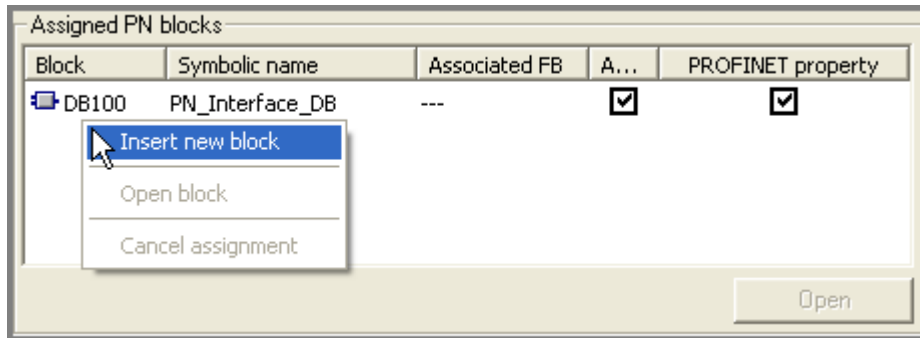 Assigned PN blocks
Block Symbolic name Associated FB A... PROFINET property
DB100 PN_Interface_DB ---
Insert new block
Open block
Cancel assignment
Open